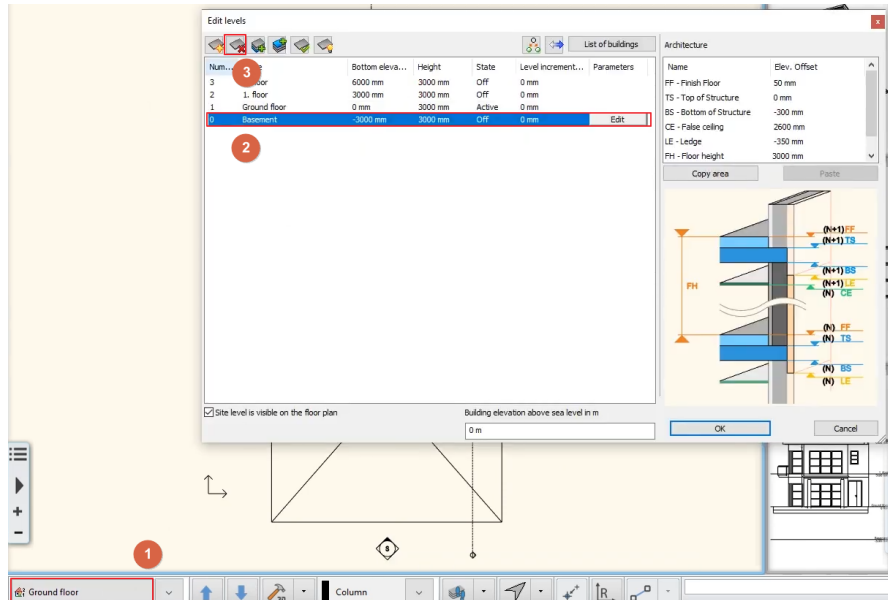 Edit levels
x
List of buildings
Architecture
Num... Bottom eleva... Height State Level increment... Parameters
3 6000 mm 3000 mm Off 0 mm
2 1. floor 3000 mm 3000 mm Off 0 mm
1 Ground floor 0 mm 3000 mm Active 0 mm
0 Basement -3000 mm 3000 mm Off 0 mm Edit
3
2
Name Elev. Offset
FF - Finish Floor 50 mm
TS - Top of Structure 0 mm
BS - Bottom of Structure -300 mm
CE - False ceiling 2600 mm
LE - Ledge -350 mm
FH - Floor height 3000 mm
Copy area Paste
(N+1) FF
(N+1) TS
(N+1) BS
(N+1) LE
(N) CE
FH
(N) FF
(N) TS
(N) BS
(N) LE
Site level is visible on the floor plan
Building elevation above sea level in m
0 m
OK Cancel
S
1
Ground floor
3D
Column
R